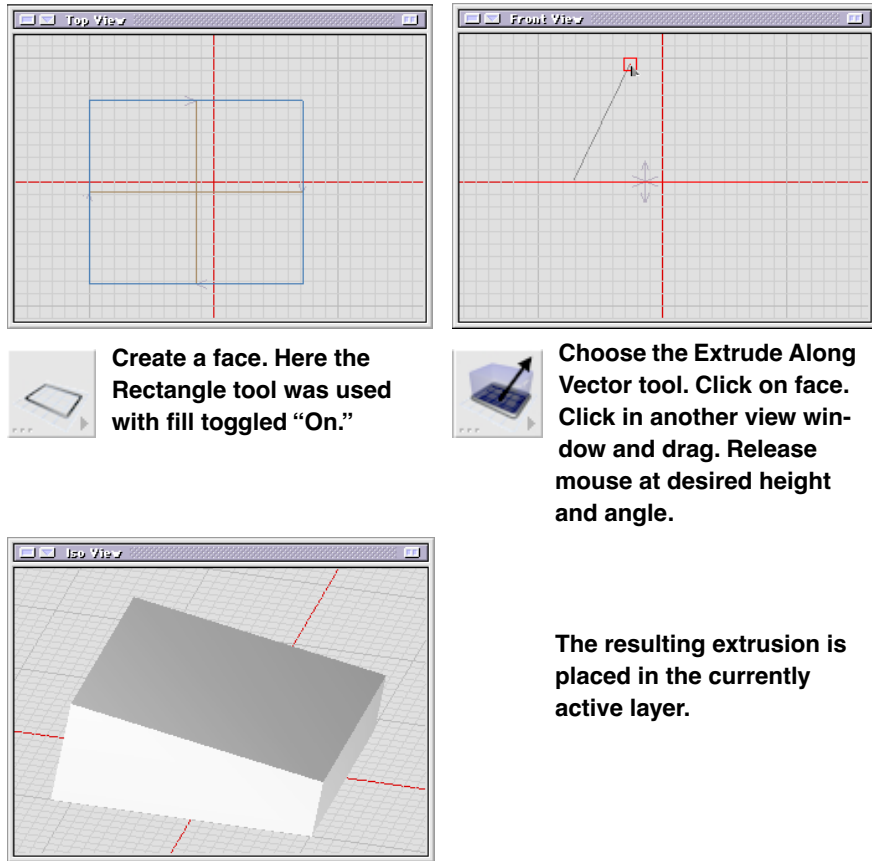 Top View
Front View
Create a face. Here the
Rectangle tool was used
with fill toggled “On.”
Choose the Extrude Along
Vector tool. Click on face.
Click in another view win-
dow and drag. Release
mouse at desired height
and angle.
Iso View
The resulting extrusion is
placed in the currently
active layer.